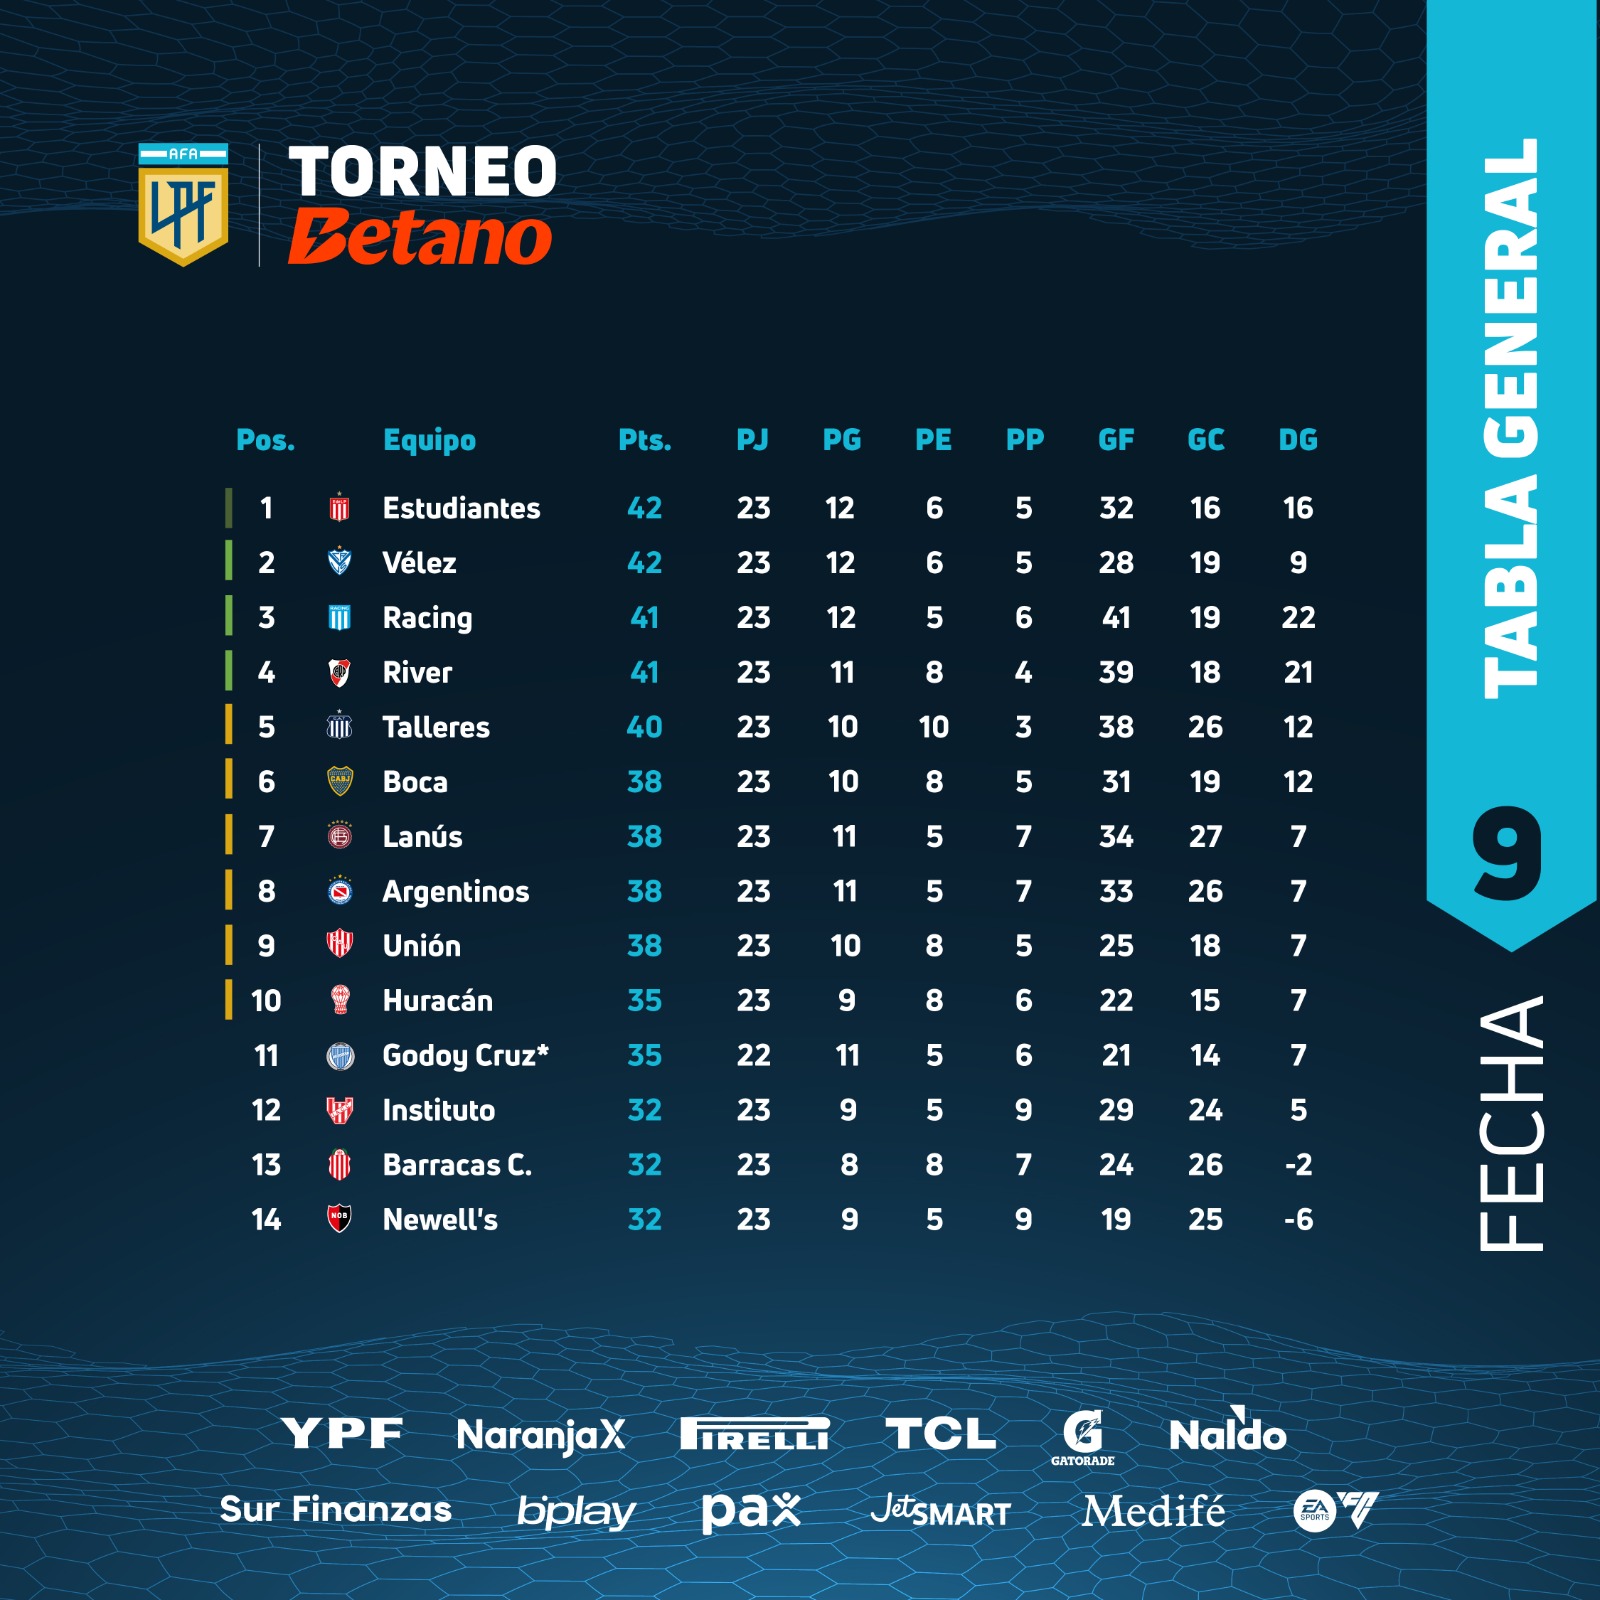 AFA
LPF
TORNEO
Betano
TABLA GENERAL
9
FECHA
Pos. Equipo Pts. PJ PG PE PP GF GC DG
1 Estudiantes 42 23 12 6 5 32 16 16
2 Vélez 42 23 12 6 5 28 19 9
3 Racing 41 23 12 5 6 41 19 22
4 River 41 23 11 8 4 39 18 21
5 Talleres 40 23 10 10 3 38 26 12
6 Boca 38 23 10 8 5 31 19 12
7 Lanús 38 23 11 5 7 34 27 7
8 Argentinos 38 23 11 5 7 33 26 7
9 Unión 38 23 10 8 5 25 18 7
10 Huracán 35 23 9 8 6 22 15 7
11 Godoy Cruz* 35 22 11 5 6 21 14 7
12 Instituto 32 23 9 5 9 29 24 5
13 Barracas C. 32 23 8 8 7 24 26 -2
14 Newell's 32 23 9 5 9 19 25 -6
YPF NaranjaX PIRELLI TCL G GATORADE Naldo
Sur Finanzas bplay pax JetSMART Medifé EA SPORTS FC